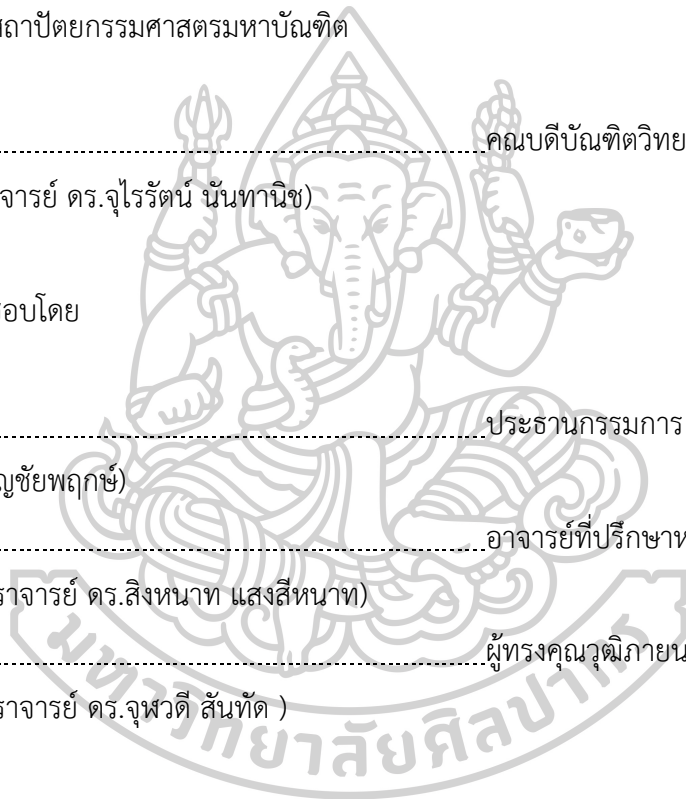 สถาปัตยกรรมศาสตรมหาบัณฑิต
คณบดีบัณฑิตวิทย
จารย์ ดร.จุไรรัตน์ นันทานิช)
สอบโดย
ประธานกรรมการ
ญชัยพฤกษ์)
อาจารย์ที่ปรึกษาห
ราจารย์ ดร.สิงหนาท แสงสีหนาท)
ผู้ทรงคุณวุฒิภายน
ราจารย์ ดร.จุฬวดี สันทัด )
มหาวิทยาลัยศิลปากร